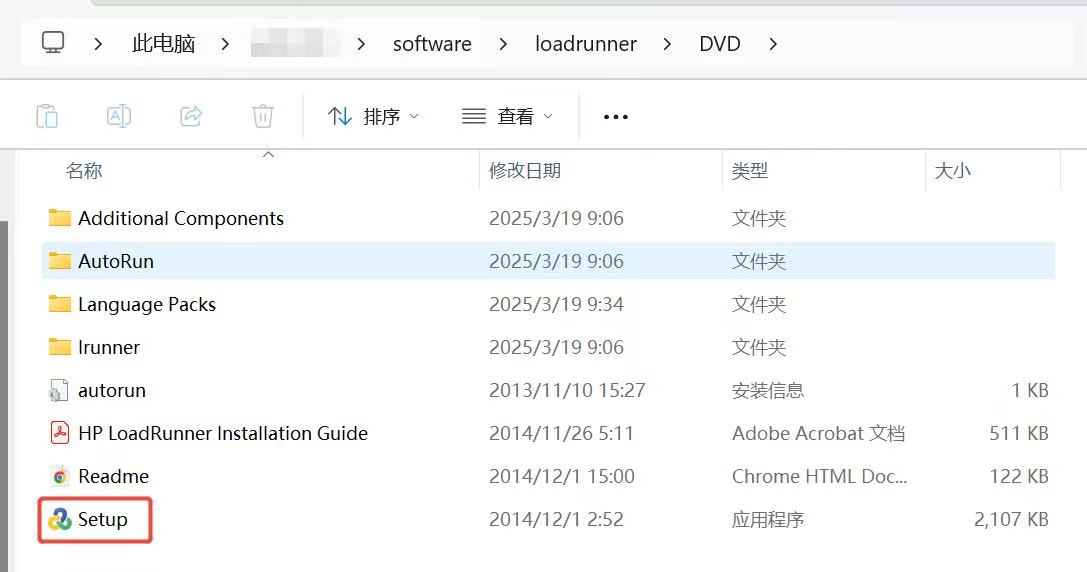 此电脑 > > software > loadrunner > DVD >
排序 查看 ...
名称 修改日期 类型 大小
Additional Components 2025/3/19 9:06 文件夹
AutoRun 2025/3/19 9:06 文件夹
Language Packs 2025/3/19 9:34 文件夹
lrunner 2025/3/19 9:06 文件夹
autorun 2013/11/10 15:27 安装信息 1 KB
HP LoadRunner Installation Guide 2014/11/26 5:11 Adobe Acrobat 文档 511 KB
Readme 2014/12/1 15:00 Chrome HTML Doc... 122 KB
Setup 2014/12/1 2:52 应用程序 2,107 KB